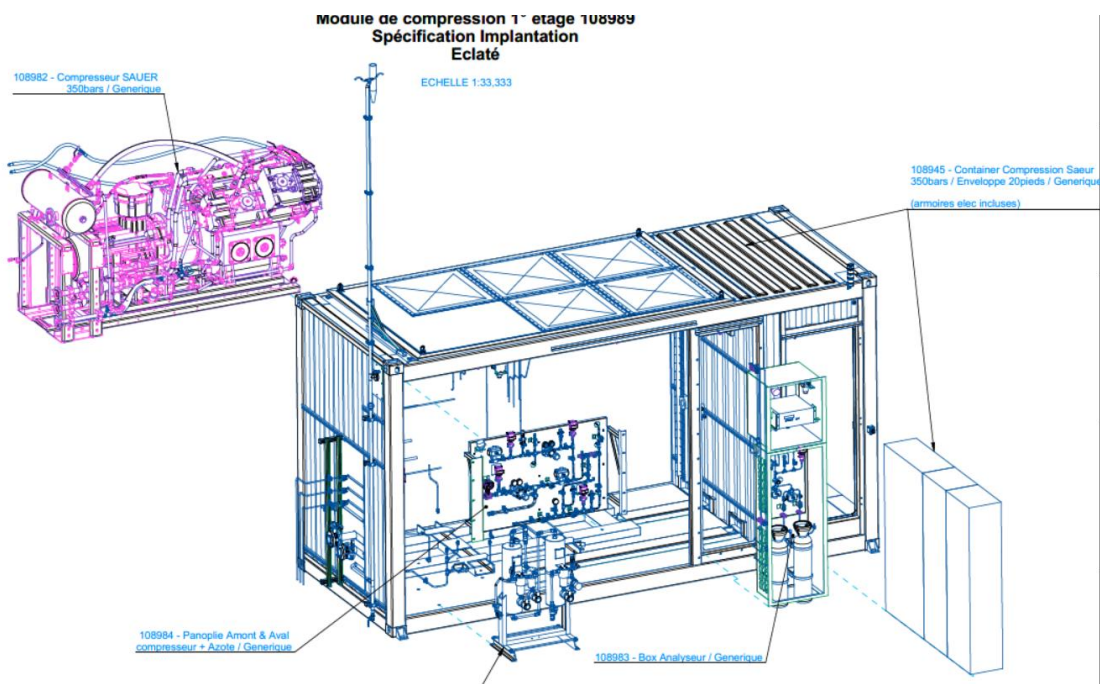 Module de compression 1° étage 108989
Spécification Implantation
Eclaté
ECHELLE 1:33,333
108982 - Compresseur SAUER
350bars / Generique
108945 - Container Compression Saeur
350bars / Enveloppe 20pieds / Generique
(armoires elec incluses)
108984 - Panoplie Amont & Aval
compresseur + Azote / Generique
108983 - Box Analyseur / Generique